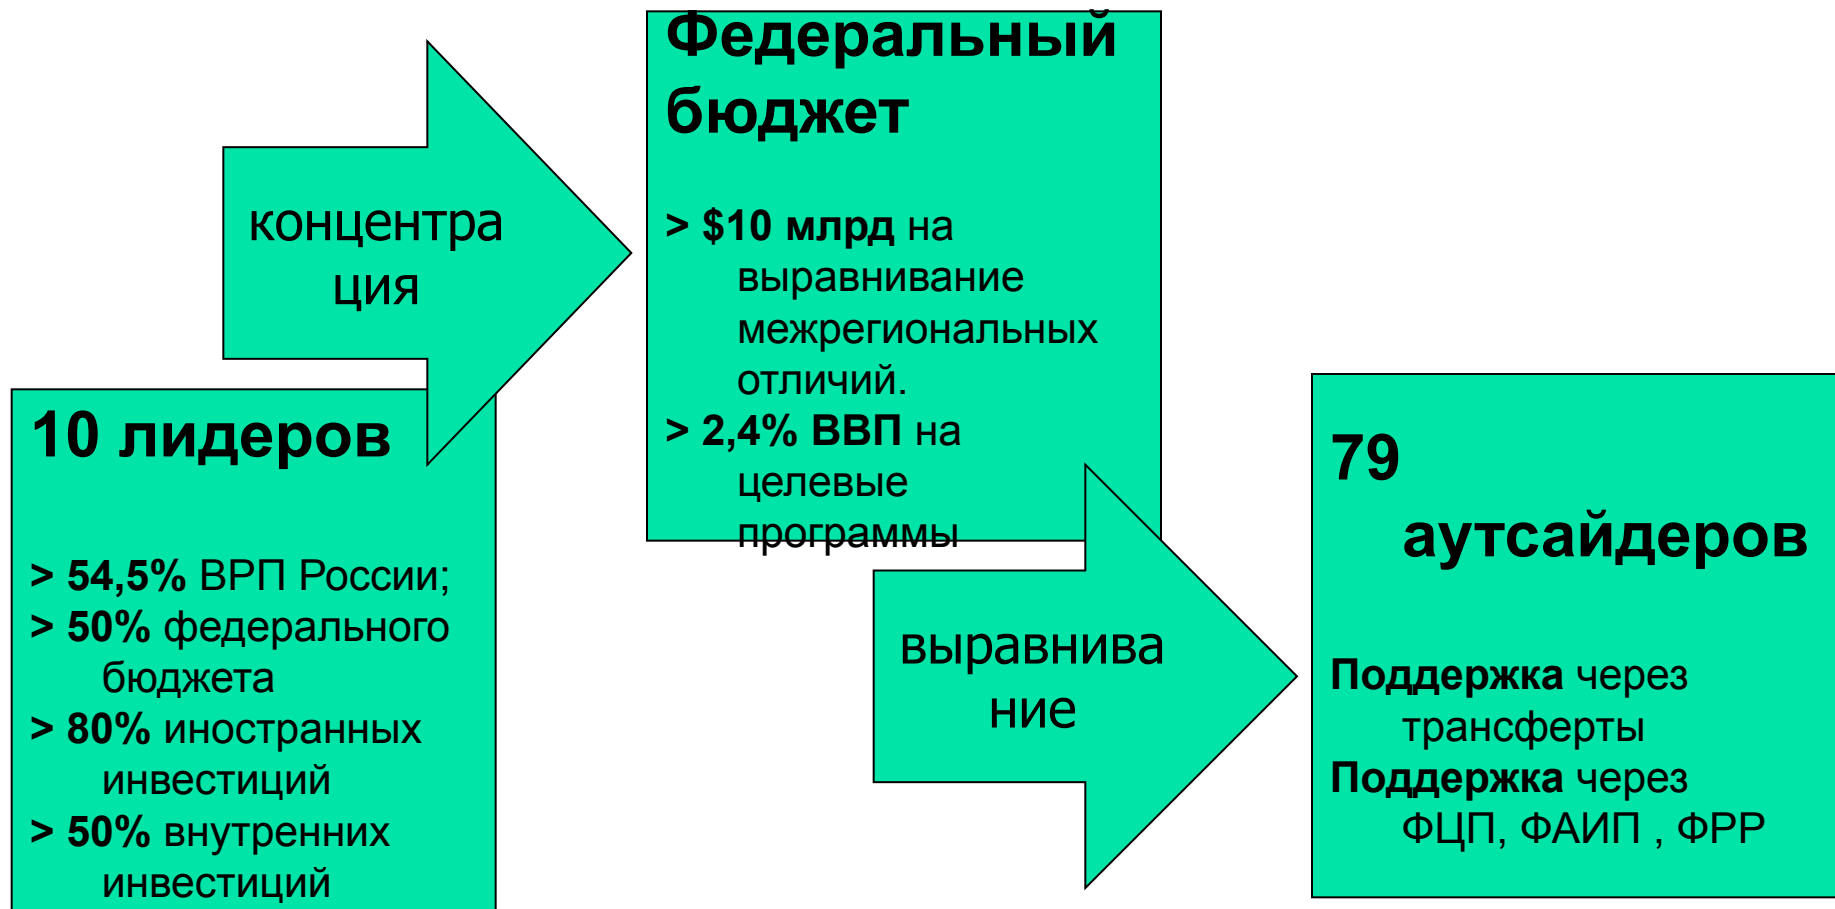 концентра
ция
10 лидеров
> 54,5% ВРП России;
> 50% федерального
бюджета
> 80% иностранных
инвестиций
> 50% внутренних
инвестиций
Федеральный
бюджет
> $10 млрд на
выравнивание
межрегиональных
отличий.
> 2,4% ВВП на
целевые
программы
выравнива
ние
79
аутсайдеров
Поддержка через
трансферты
Поддержка через
ФЦП, ФАИП , ФРР